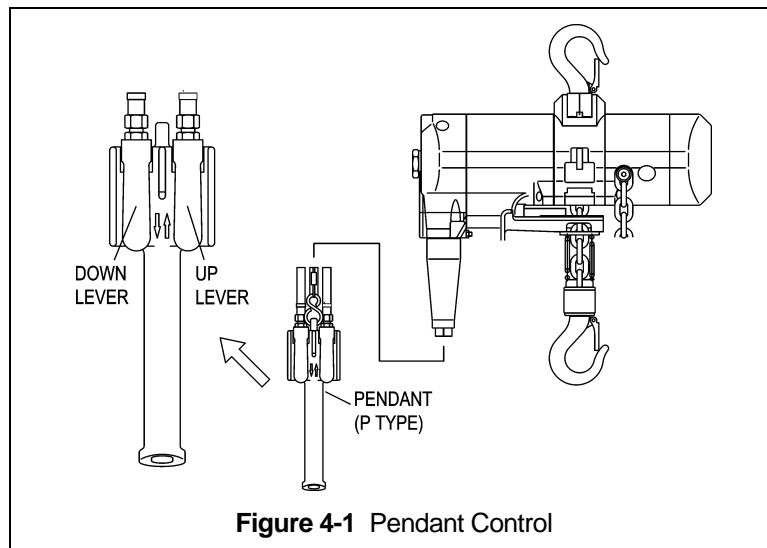 DOWN
LEVER
UP
LEVER
PENDANT
(P TYPE)
Figure 4-1 Pendant Control